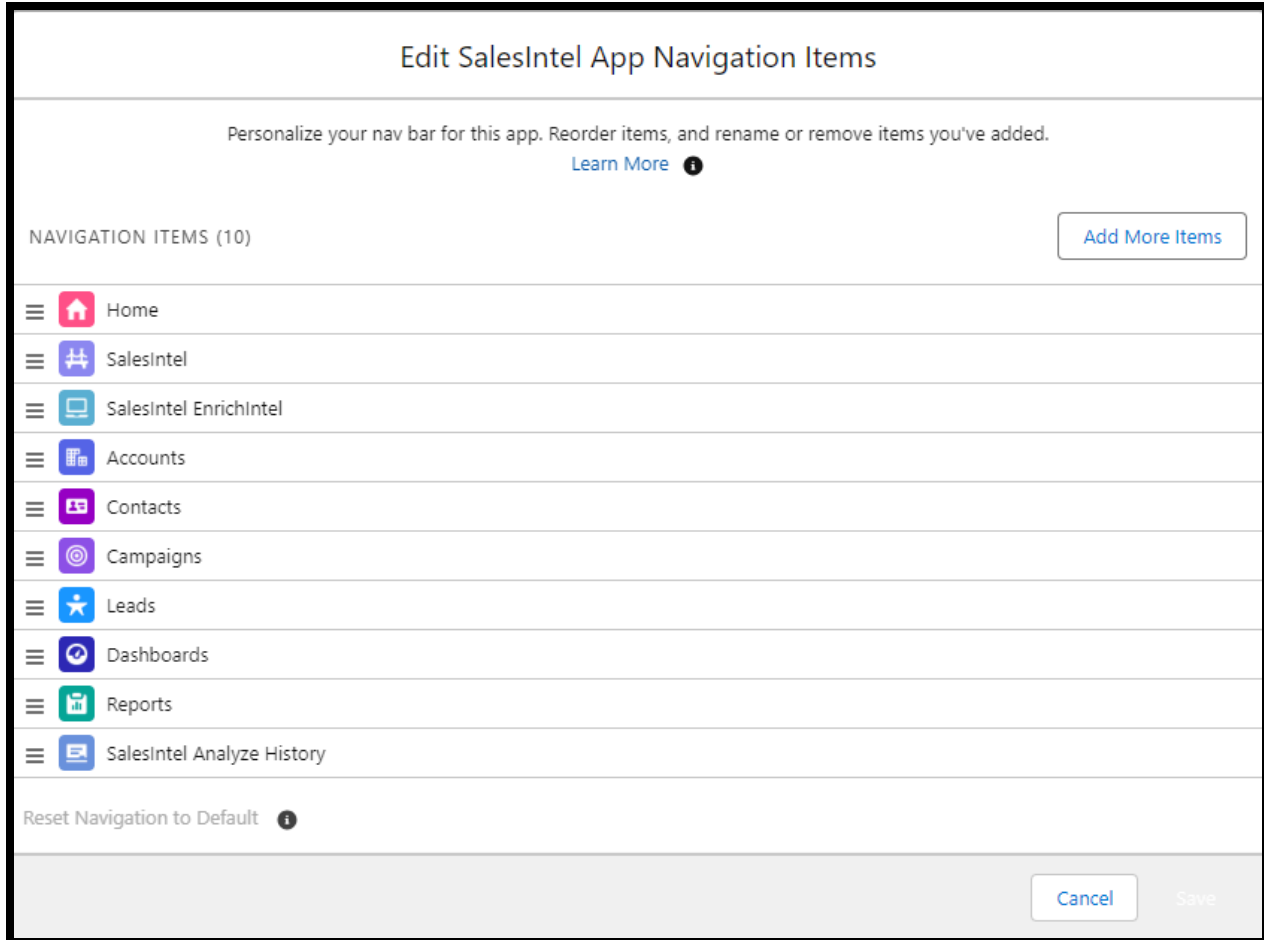 Edit SalesIntel App Navigation Items
Personalize your nav bar for this app. Reorder items, and rename or remove items you've added.
Learn More
NAVIGATION ITEMS (10)
Add More Items
Home
SalesIntel
SalesIntel EnrichIntel
Accounts
Contacts
Campaigns
Leads
Dashboards
Reports
SalesIntel Analyze History
Reset Navigation to Default
Cancel
Save